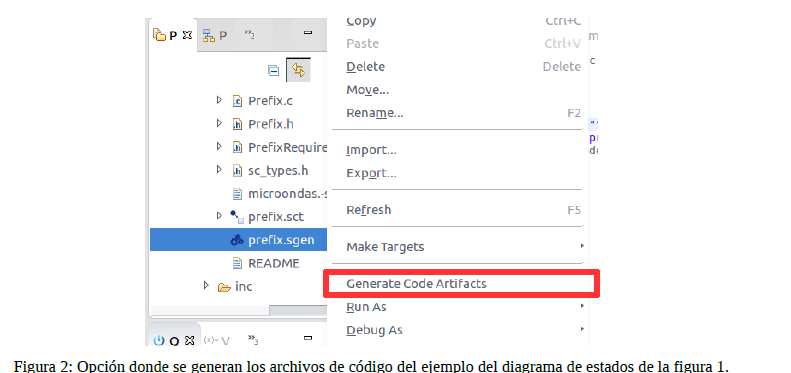 Copy Ctrl+C
P P »2
Paste Ctrl+V
Delete Delete
Move...
Rename... F2
Prefix.c
Prefix.h
PrefixRequire
sc_types.h
microondas.-s
prefix.sct
prefix.sgen
README
inc
Import...
Export...
Refresh F5
Make Targets
Generate Code Artifacts
Run As
Debug As
O (x)= V »3
Figura 2: Opción donde se generan los archivos de código del ejemplo del diagrama de estados de la figura 1.